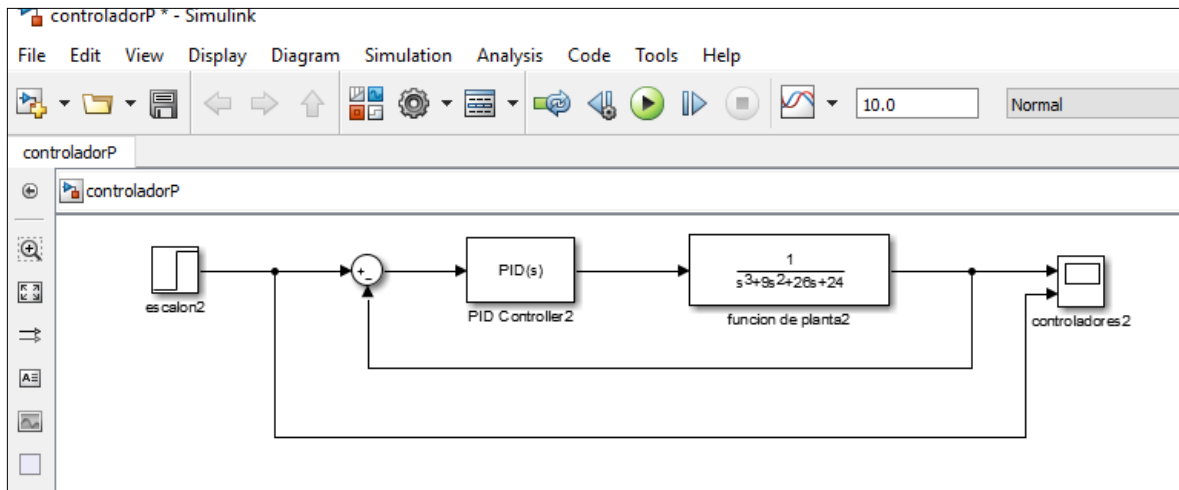 controladorP * - Simulink
File Edit View Display Diagram Simulation Analysis Code Tools Help
10.0 Normal
controladorP
controladorP
escalon2
+
-
PID(s)
PID Controller2
1
s³+9s²+26s+24
funcion de planta2
controladores2